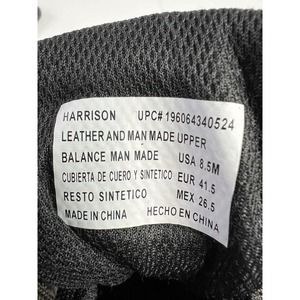 HARRISON UPC# 196064340524
LEATHER AND MAN MADE UPPER
BALANCE MAN MADE USA 8.5M
CUBIERTA DE CUERO Y SINTETICO EUR 41.5
RESTO SINTETICO MEX 26.5
MADE IN CHINA HECHO EN CHINA